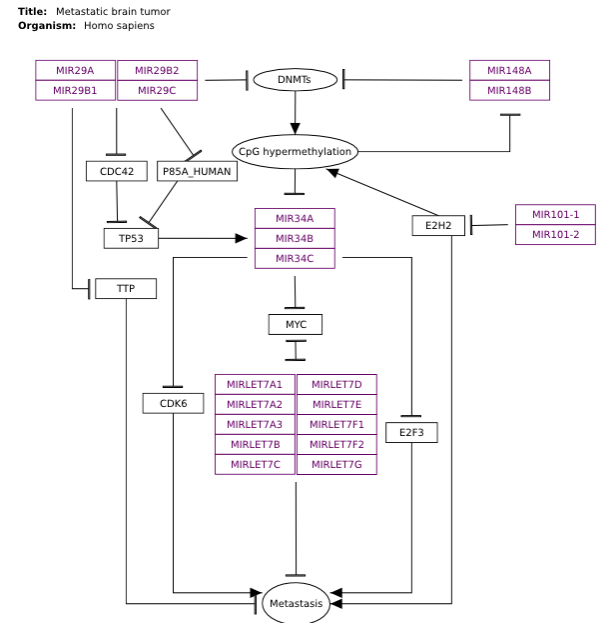 Title: Metastatic brain tumor
Organism: Homo sapiens
MIR29A MIR29B2
MIR29B1 MIR29C
DNMTs
MIR148A
MIR148B
CpG hypermethylation
CDC42
P85A_HUMAN
MIR34A
MIR34B
MIR34C
TP53
E2H2
MIR101-1
MIR101-2
TTP
MYC
MIRLET7A1 MIRLET7D
MIRLET7A2 MIRLET7E
MIRLET7A3 MIRLET7F1
MIRLET7B MIRLET7F2
MIRLET7C MIRLET7G
CDK6
E2F3
Metastasis